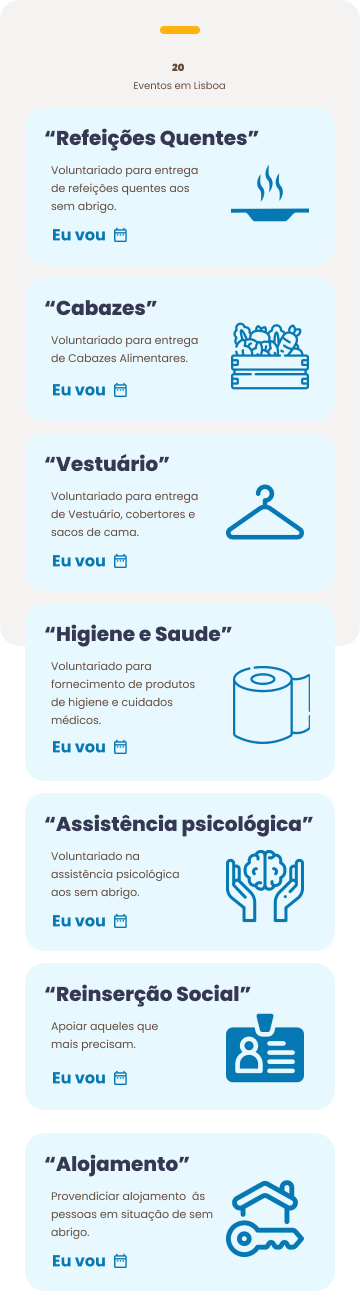 20
Eventos em Lisboa
“Refeições Quentes”
Voluntariado para entrega
de refeições quentes aos
sem abrigo.
Eu vou
“Cabazes”
Voluntariado para entrega
de Cabazes Alimentares.
Eu vou
“Vestuário”
Voluntariado para entrega
de Vestuário, cobertores e
sacos de cama.
Eu vou
“Higiene e Saude”
Voluntariado para
fornecimento de produtos
de higiene e cuidados
médicos.
Eu vou
“Assistência psicológica”
Voluntariado na
assistência psicológica
aos sem abrigo.
Eu vou
“Reinserção Social”
Apoiar aqueles que
mais precisam.
Eu vou
“Alojamento”
Provendiciar alojamento  ás
pessoas em situação de sem
abrigo.
Eu vou